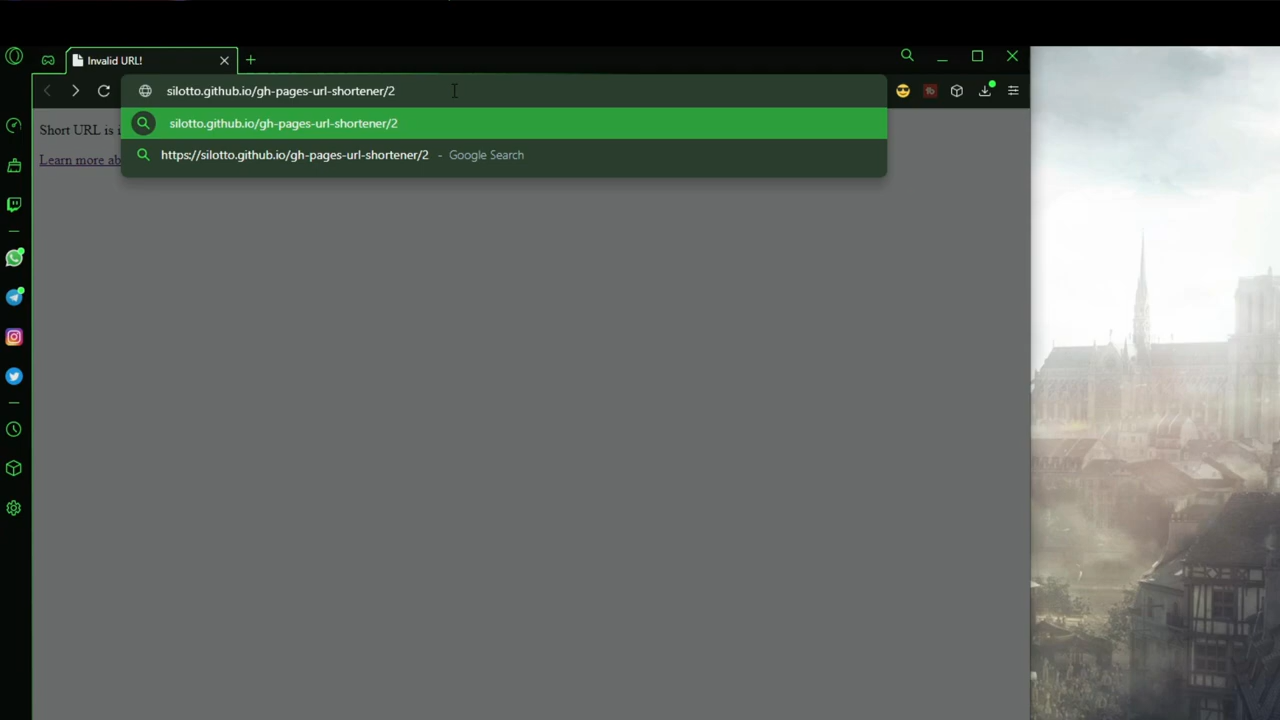 Invalid URL!
silotto.github.io/gh-pages-url-shortener/2
silotto.github.io/gh-pages-url-shortener/2
Short URL is
https://silotto.github.io/gh-pages-url-shortener/2 - Google Search
Learn more